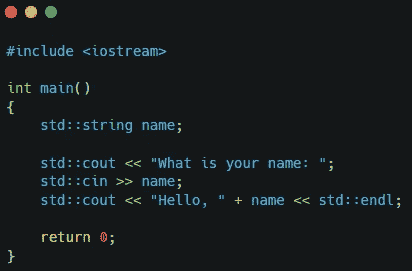 #include <iostream>
int main()
{
    std::string name;
    std::cout << "What is your name: ";
    std::cin >> name;
    std::cout << "Hello, " + name << std::endl;
    return 0;
}